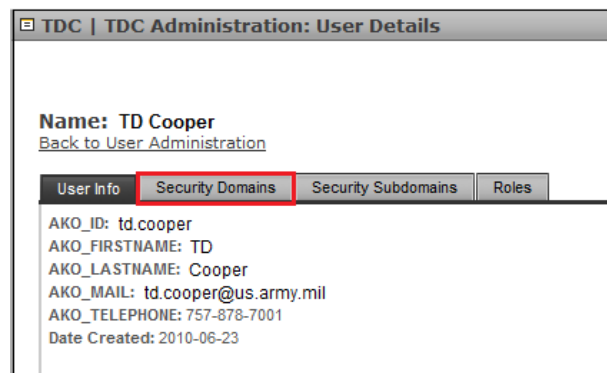 TDC | TDC Administration: User Details
Name: TD Cooper
Back to User Administration
User Info Security Domains Security Subdomains Roles
AKO_ID: td.cooper
AKO_FIRSTNAME: TD
AKO_LASTNAME: Cooper
AKO_MAIL: td.cooper@us.army.mil
AKO_TELEPHONE: 757-878-7001
Date Created: 2010-06-23